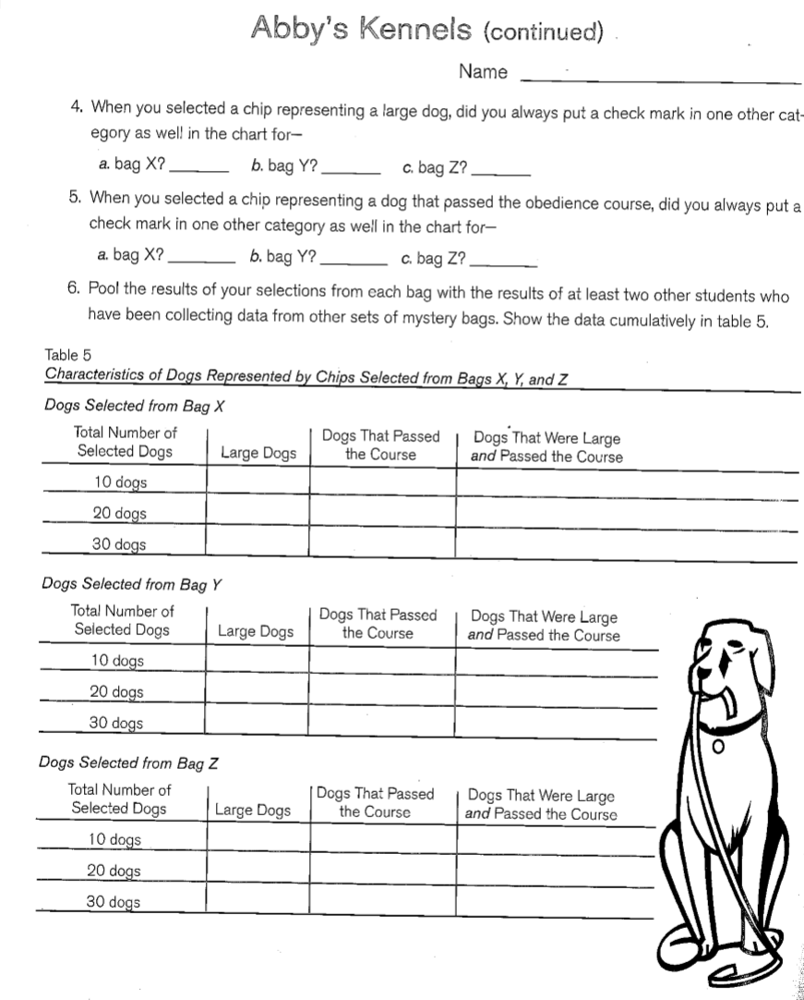 Abby's Kennels (continued)
Name
4. When you selected a chip representing a large dog, did you always put a check mark in one other cat-
egory as well in the chart for—
a. bag X? b. bag Y? c. bag Z?
5. When you selected a chip representing a dog that passed the obedience course, did you always put a
check mark in one other category as well in the chart for—
a. bag X? b. bag Y? c. bag Z?
6. Pool the results of your selections from each bag with the results of at least two other students who
have been collecting data from other sets of mystery bags. Show the data cumulatively in table 5.
Table 5
Characteristics of Dogs Represented by Chips Selected from Bags X, Y, and Z
Dogs Selected from Bag X
Total Number of Selected Dogs
Large Dogs
Dogs That Passed the Course
Dogs That Were Large and Passed the Course
10 dogs
20 dogs
30 dogs
Dogs Selected from Bag Y
Total Number of Selected Dogs
Large Dogs
Dogs That Passed the Course
Dogs That Were Large and Passed the Course
10 dogs
20 dogs
30 dogs
Dogs Selected from Bag Z
Total Number of Selected Dogs
Large Dogs
Dogs That Passed the Course
Dogs That Were Large and Passed the Course
10 dogs
20 dogs
30 dogs